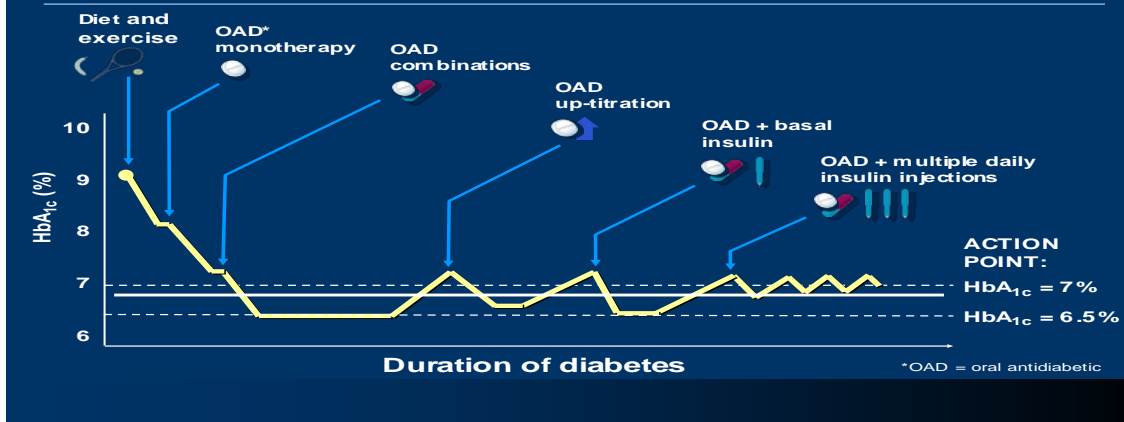 Diet and
exercise
OAD*
monotherapy
OAD
combinations
OAD
up-titration
OAD + basal
insulin
OAD + multiple daily
insulin injections
HbA1c (%)
10
9
8
7
6
ACTION
POINT:
HbA1c = 7%
HbA1c = 6.5%
Duration of diabetes
*OAD = oral antidiabetic